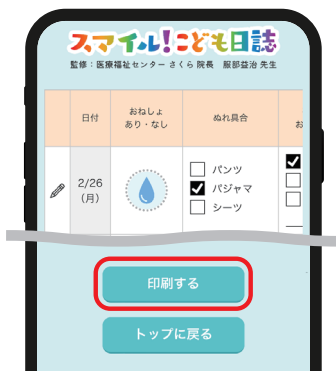 スマイル!こども日誌
監修:医療福祉センター さくら 院長 服部益治 先生
日付
おねしょ
あり・なし
ぬれ具合
お
2/26
(月)
パンツ
パジャマ
シーツ
印刷する
トップに戻る